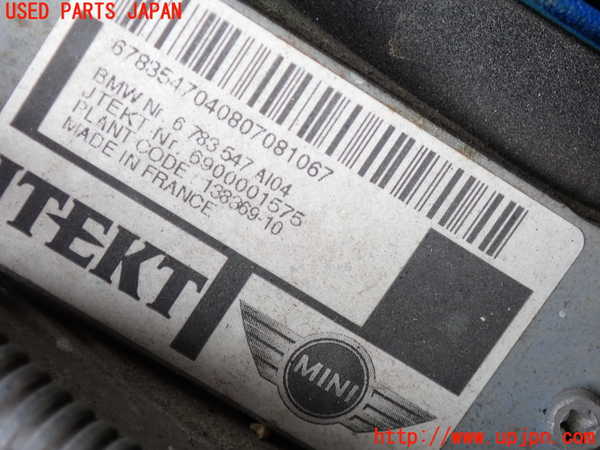 USED PARTS JAPAN
6783547040807081067
BMW Nr. 6 783 547 AI04
JTEKT Nr. 6900001575
PLANT CODE 138369-10
MADE IN FRANCE
JTEKT
MINI
http://www.upjpn.com/